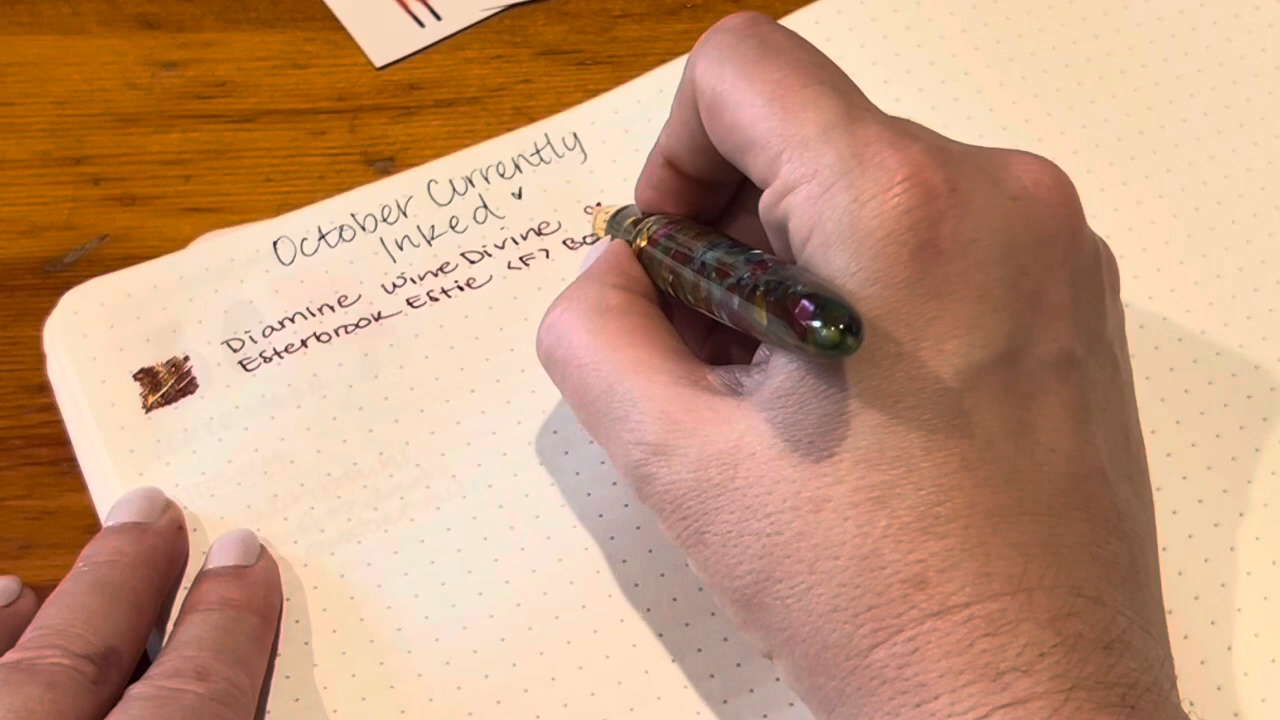 October Currently
Inked ♥
Diamine Wine Divine
Esterbrook Estie <F>